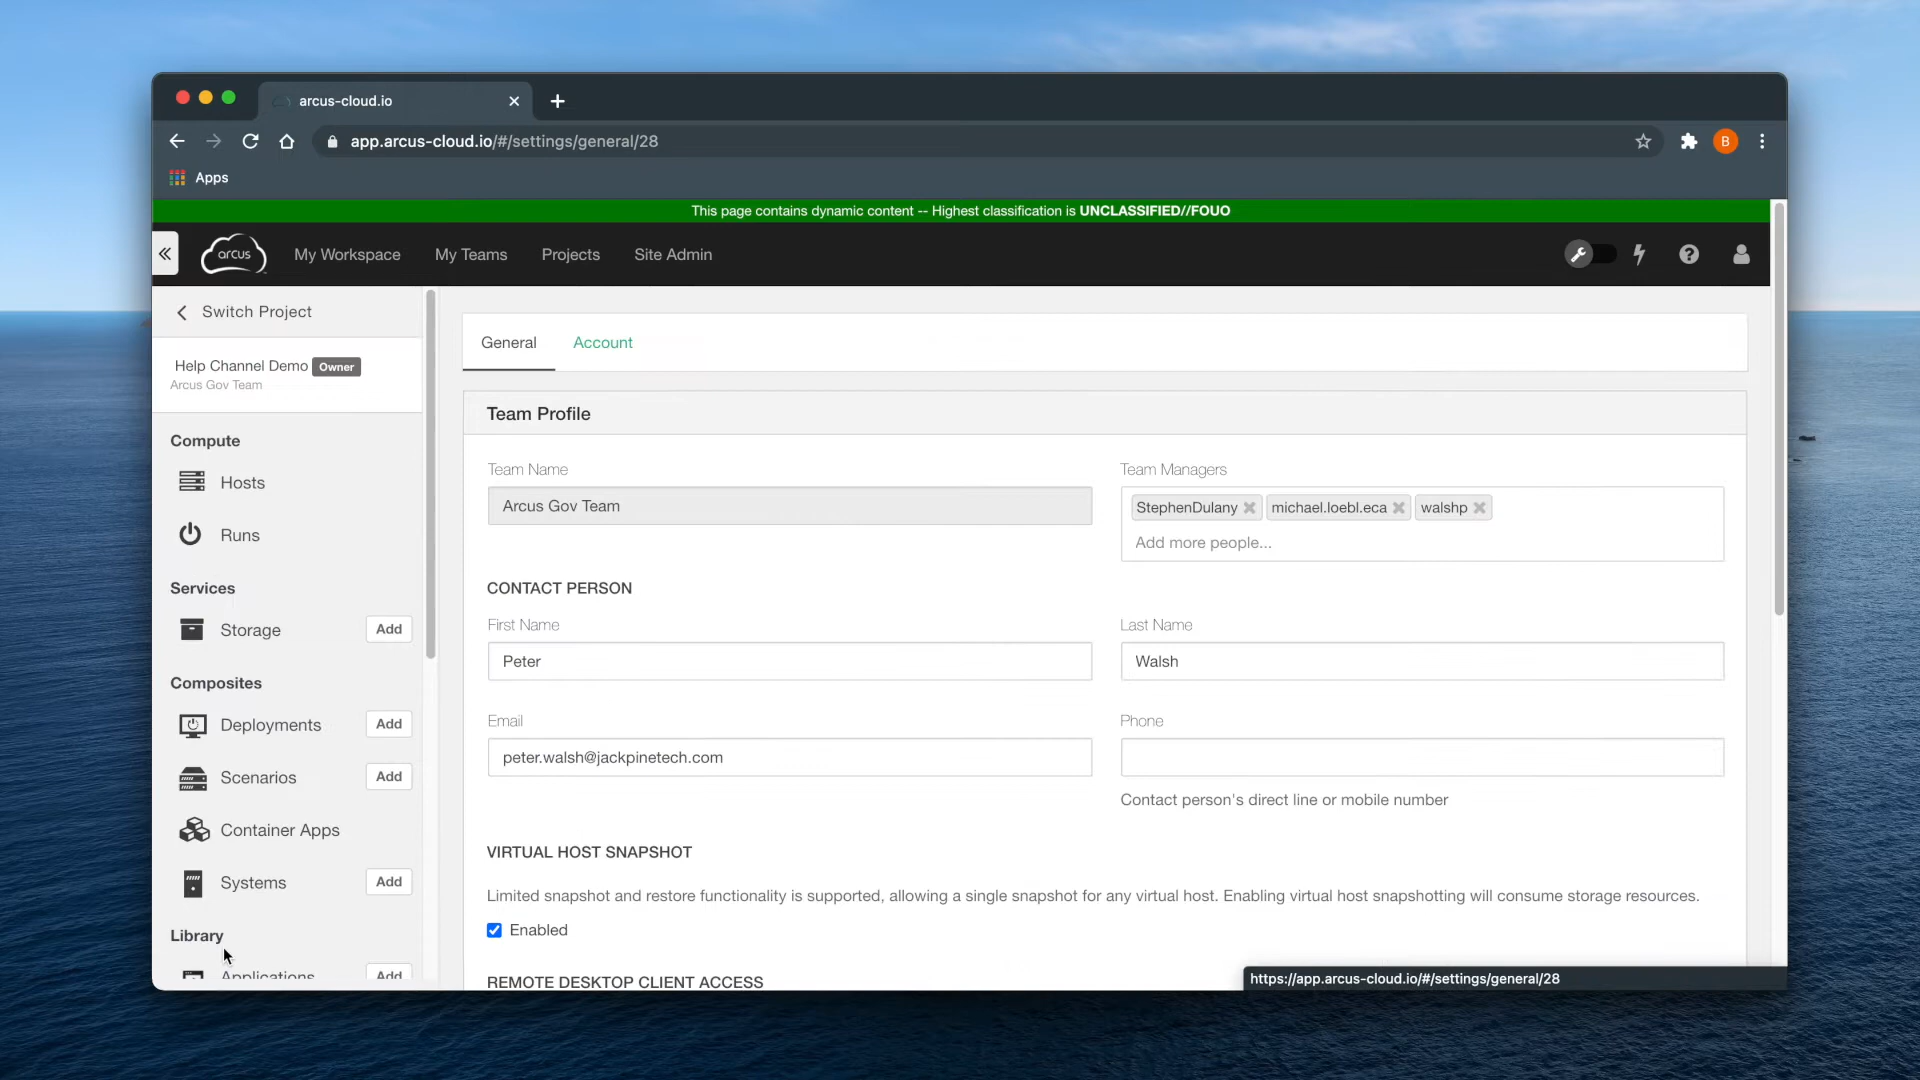 arcus-cloud.io
app.arcus-cloud.io/#/settings/general/28
B
Apps
This page contains dynamic content -- Highest classification is UNCLASSIFIED//FOUO
arcus
My Workspace
My Teams
Projects
Site Admin
Switch Project
Help Channel Demo Owner
Arcus Gov Team
Compute
Hosts
Runs
Services
Storage
Add
Composites
Deployments
Add
Scenarios
Add
Container Apps
Systems
Add
Library
Applications
Add
General
Account
Team Profile
Team Name
Arcus Gov Team
Team Managers
StephenDulany michael.loebl.eca walshp
Add more people...
CONTACT PERSON
First Name
Peter
Last Name
Walsh
Email
peter.walsh@jackpinetech.com
Phone
Contact person's direct line or mobile number
VIRTUAL HOST SNAPSHOT
Limited snapshot and restore functionality is supported, allowing a single snapshot for any virtual host. Enabling virtual host snapshotting will consume storage resources.
Enabled
REMOTE DESKTOP CLIENT ACCESS
https://app.arcus-cloud.io/#/settings/general/28